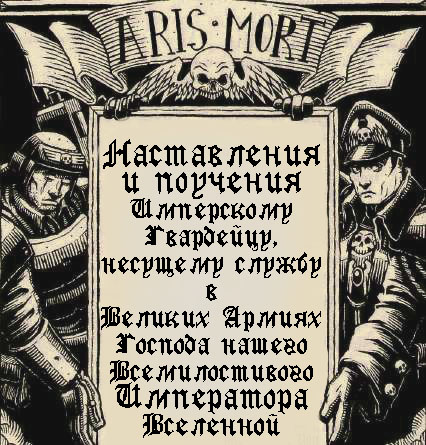 ARIS·MORT
Наставления
и поучения
Имперскому
Гвардейцу,
несущему службу
в
Великих Армиях
Господа нашего
Всемилостивого
Императора
Вселенной